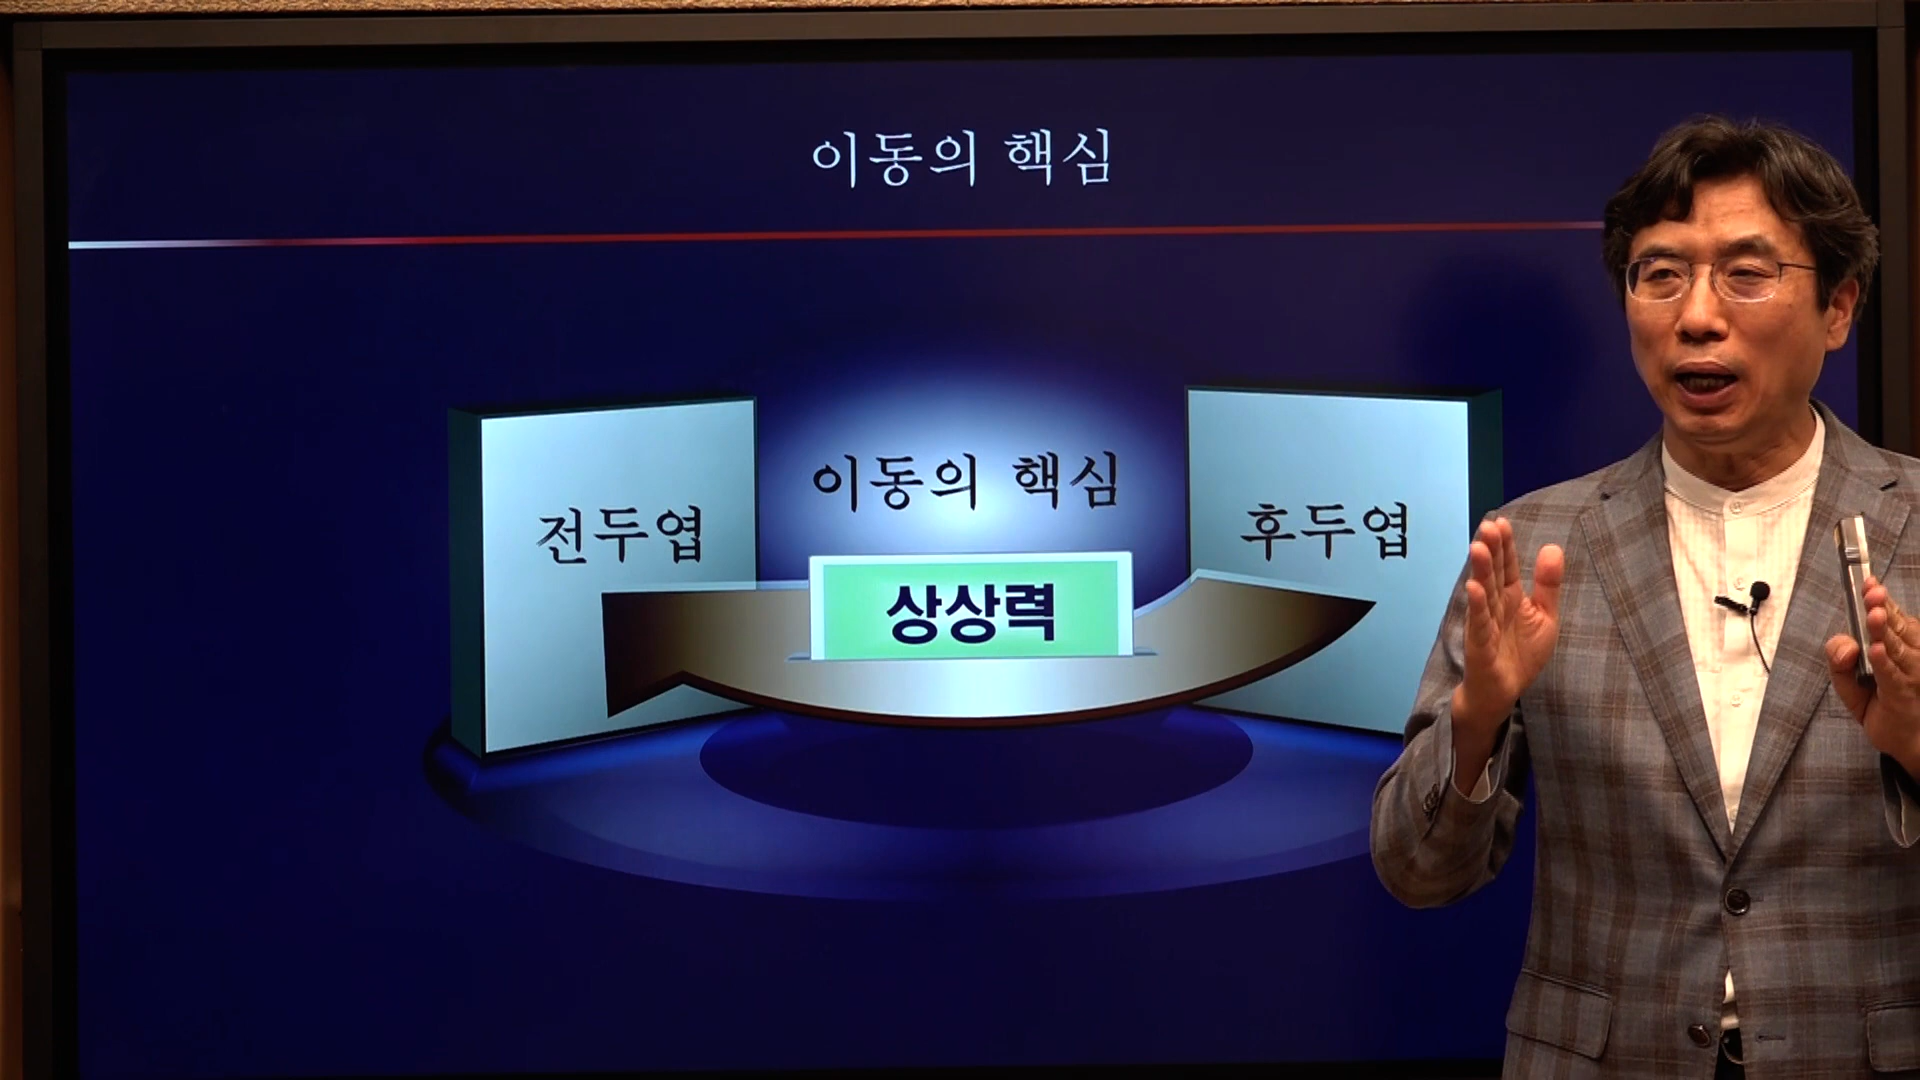 이동의 핵심
이동의 핵심
전두엽
후두엽
상상력